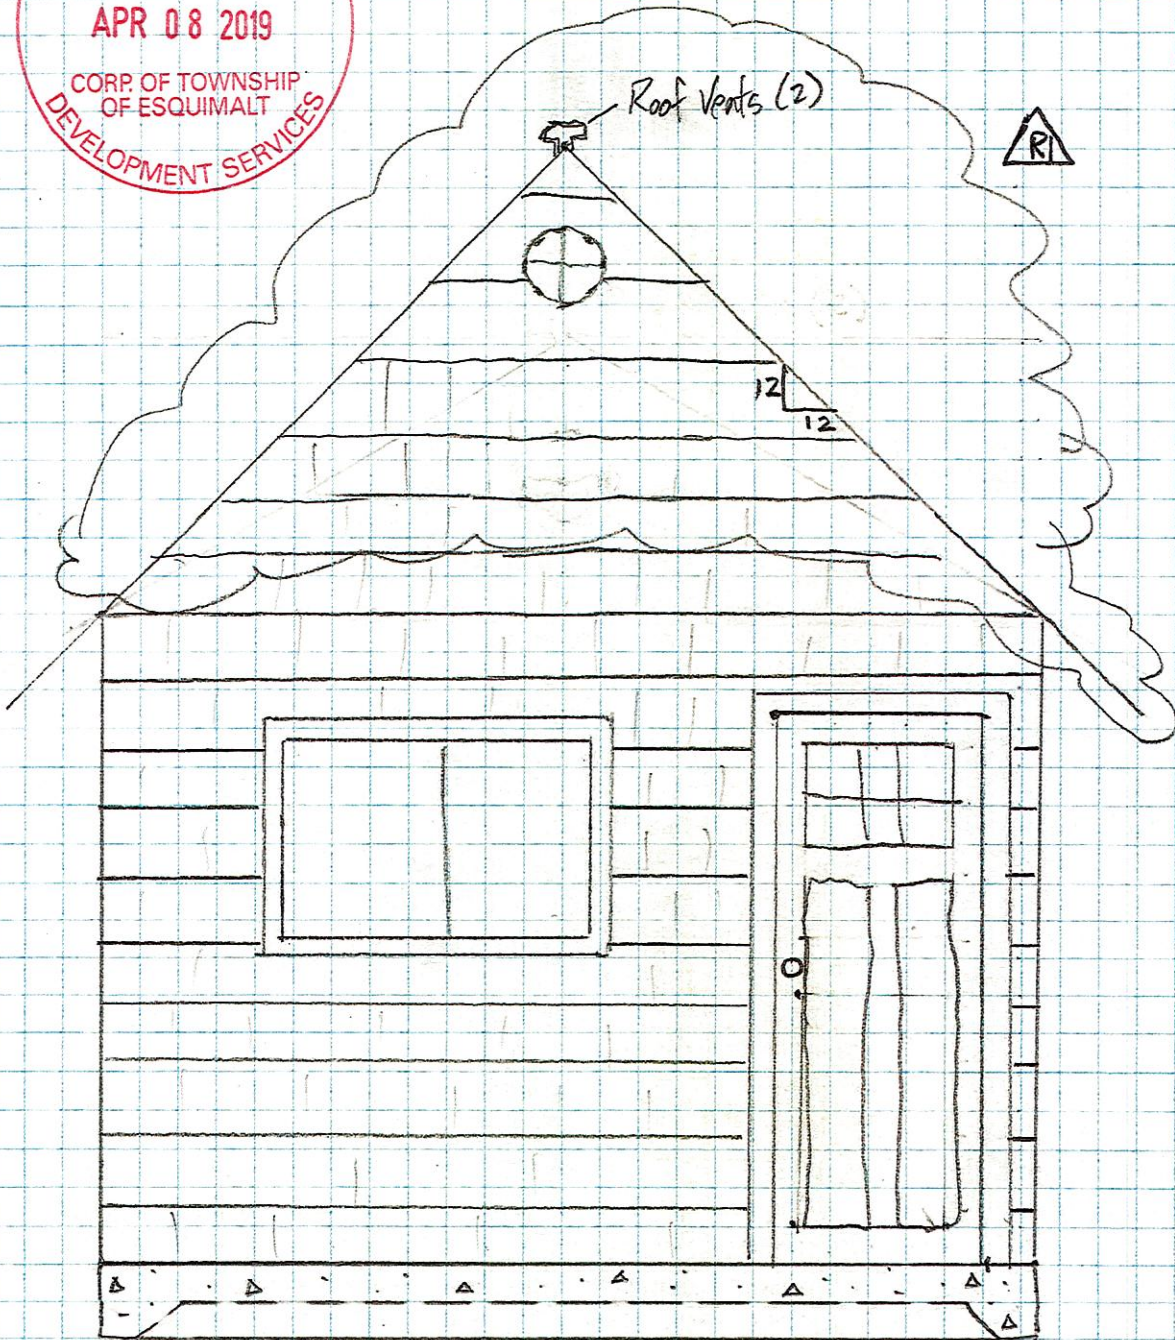 APR 08 2019
CORP. OF TOWNSHIP
OF ESQUIMALT
DEVELOPMENT SERVICES
Roof Vents (2)
R1
12
12